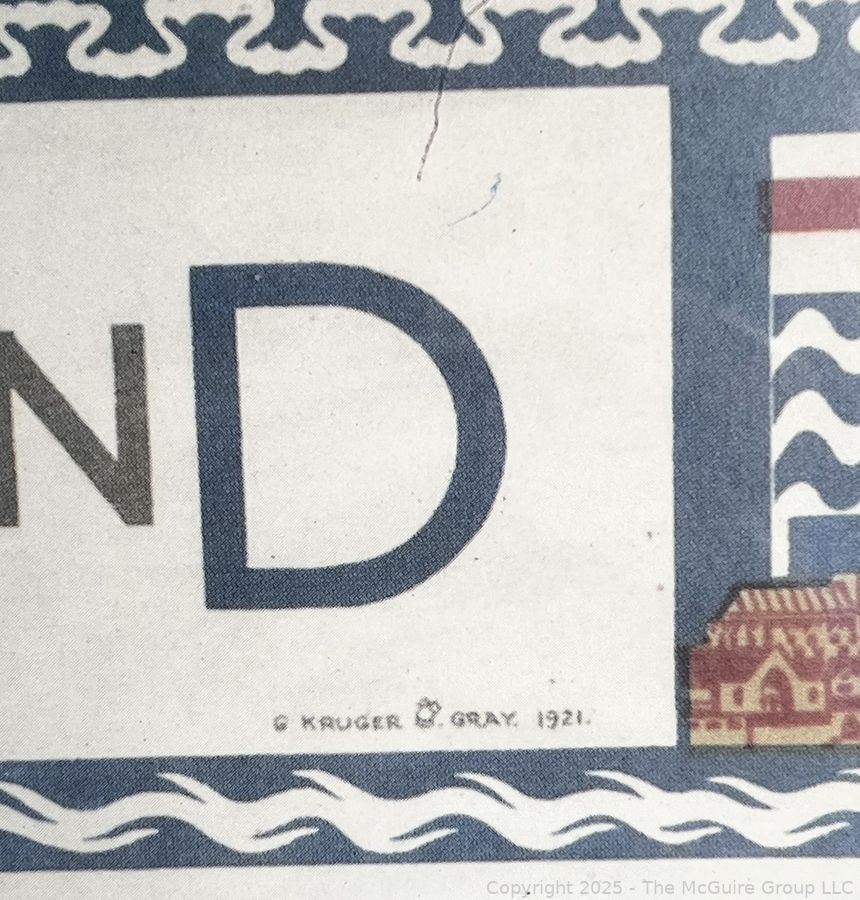 ND
G KRUGER GRAY. 1921.
Copyright 2025 - The McGuire Group LLC